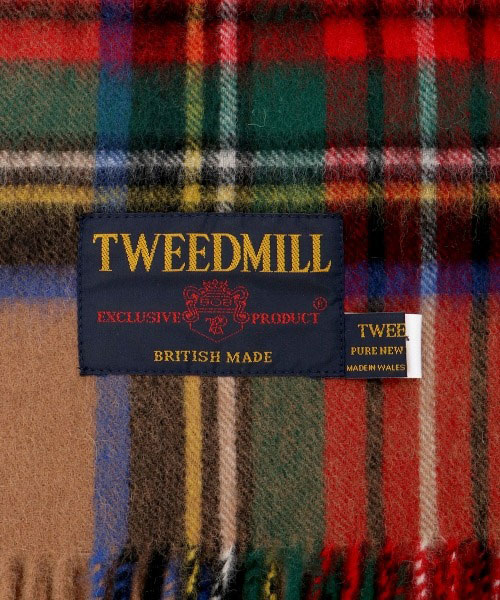 TWEEDMILL
EXCLUSIVE PRODUCT ®
BRITISH MADE
TWEE
PURE NEW
MADE IN WALES